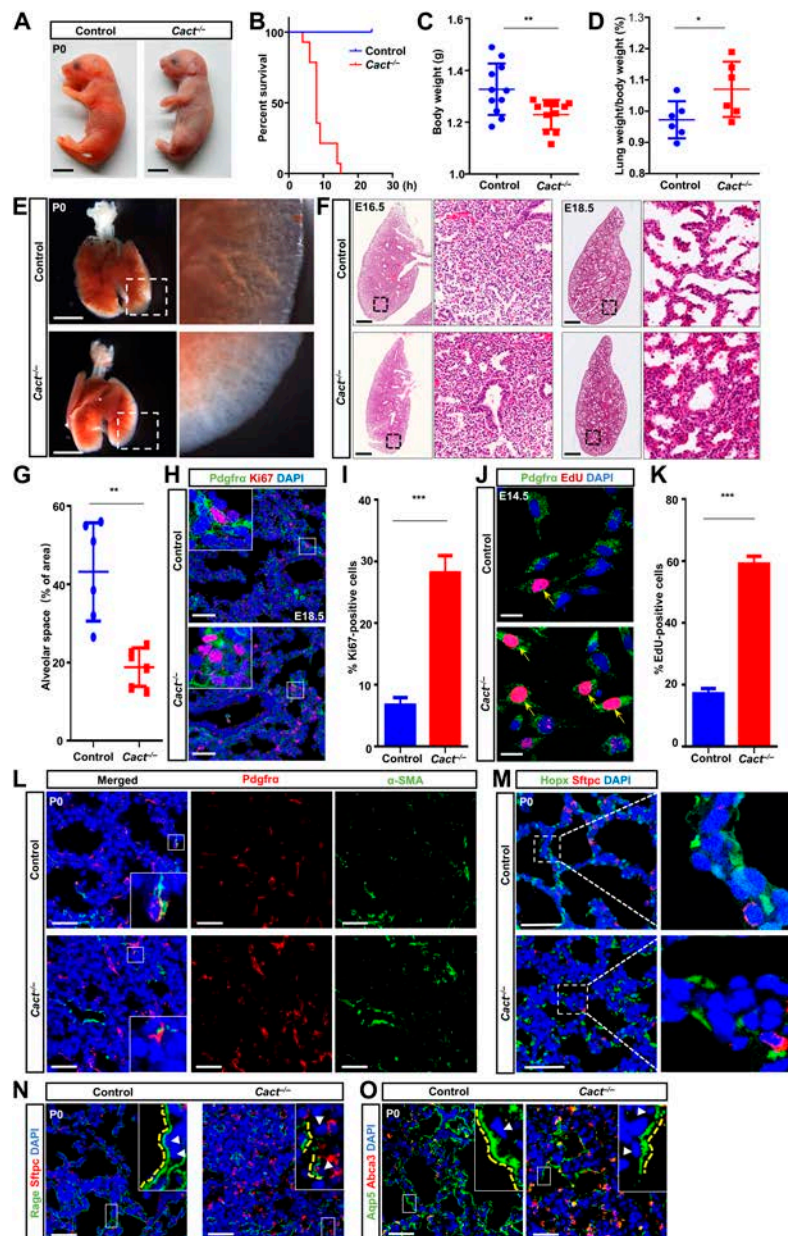 A
Control
Cact⁻/⁻
P0
B
Percent survival
100
50
0
0
10
20
30 (h)
Control
Cact⁻/⁻
C
Body weight (g)
1.6
1.4
1.2
1.0
**
Control
Cact⁻/⁻
D
Lung weight/body weight (%)
1.3
1.2
1.1
1.0
0.9
0.8
*
Control
Cact⁻/⁻
E
P0
Control
Cact⁻/⁻
F
E16.5
E18.5
Control
Cact⁻/⁻
G
Alveolar space (% of area)
60
40
20
0
**
Control
Cact⁻/⁻
H
Pdgfrα Ki67 DAPI
Control
E18.5
Cact⁻/⁻
I
% Ki67-positive cells
40
30
20
10
0
***
Control
Cact⁻/⁻
J
Pdgfrα EdU DAPI
E14.5
Control
Cact⁻/⁻
K
% EdU-positive cells
80
60
40
20
0
***
Control
Cact⁻/⁻
L
Merged
Pdgfrα
α-SMA
P0
Control
Cact⁻/⁻
M
Hopx Sftpc DAPI
P0
Control
Cact⁻/⁻
N
Control
Cact⁻/⁻
Rage Sftpc DAPI
P0
O
Control
Cact⁻/⁻
Aqp5 Abca3 DAPI
P0